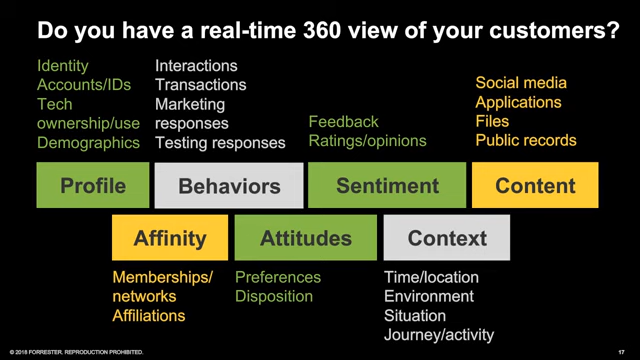 Do you have a real-time 360 view of your customers?
Identity
Accounts/IDs
Tech
ownership/use
Demographics
Interactions
Transactions
Marketing
responses
Testing responses
Feedback
Ratings/opinions
Social media
Applications
Files
Public records
Profile
Behaviors
Sentiment
Content
Affinity
Attitudes
Context
Memberships/
networks
Affiliations
Preferences
Disposition
Time/location
Environment
Situation
Journey/activity
© 2018 FORRESTER. REPRODUCTION PROHIBITED.
17